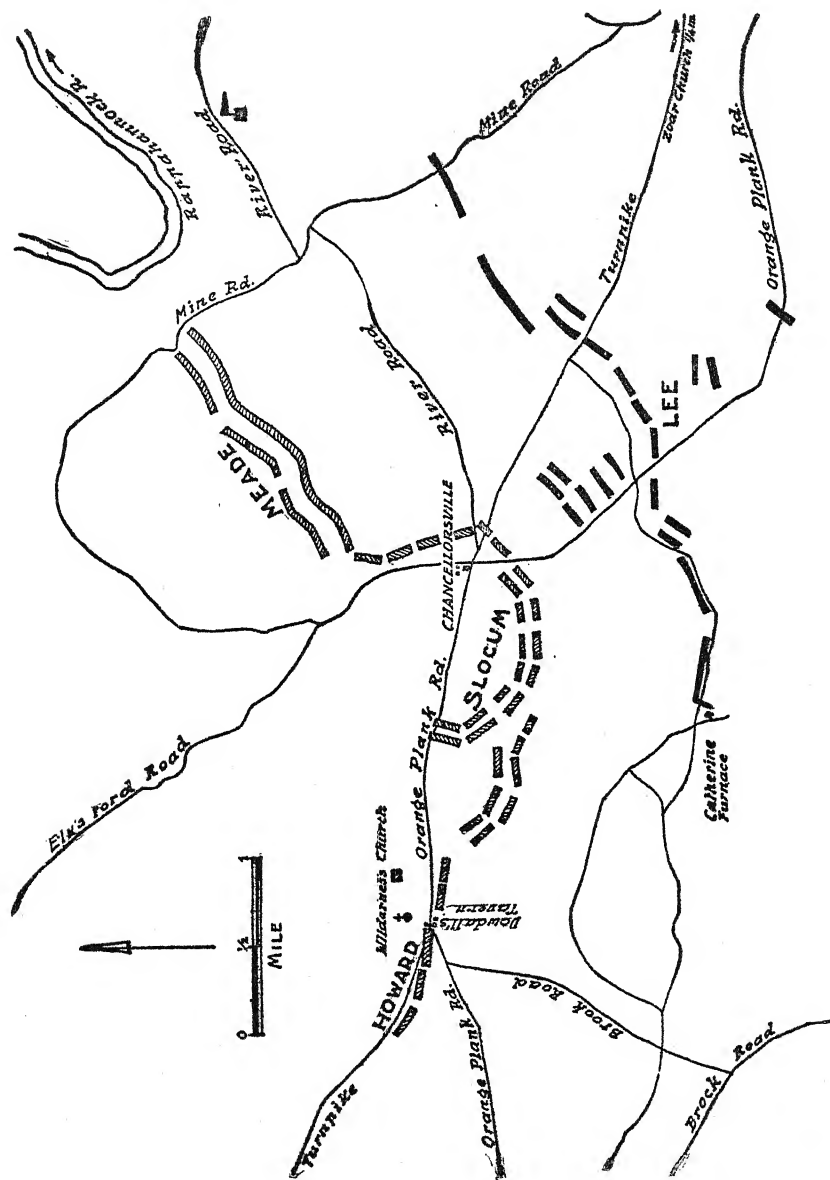 Rappahannock R.
River Road
Mine Road
Zoar Church ¼ m
Orange Plank Rd.
Turnpike
Mine Rd.
River Road
MEADE
LEE
CHANCELLORSVILLE
SLOCUM
Orange Plank Rd.
Ely's Ford Road
Catherine
Furnace
Wilderness Church
Dowdall's
Tavern
HOWARD
0 ½ 1
MILE
Turnpike
Orange Plank Rd.
Brock Road
Brock Road